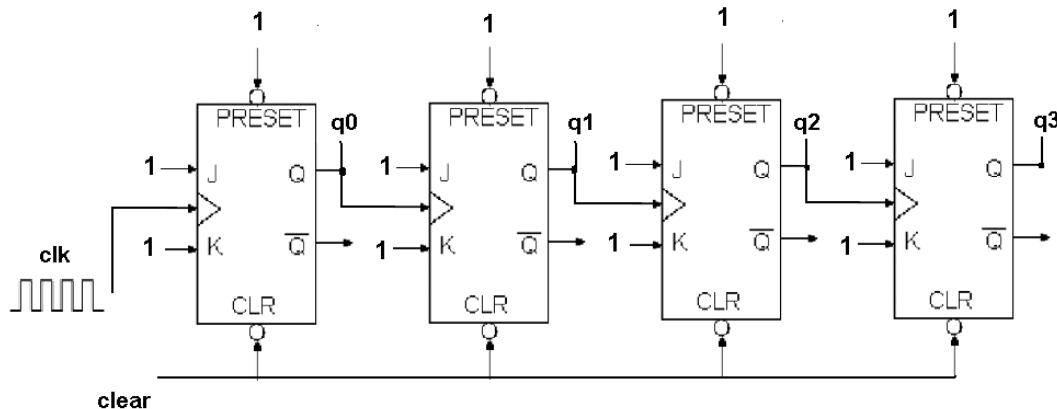 1 1 1 1
PRESET PRESET PRESET PRESET
q0 q1 q2 q3
1 J Q 1 J Q 1 J Q 1 J Q
1 K Q̅ 1 K Q̅ 1 K Q̅ 1 K Q̅
clk
CLR CLR CLR CLR
clear